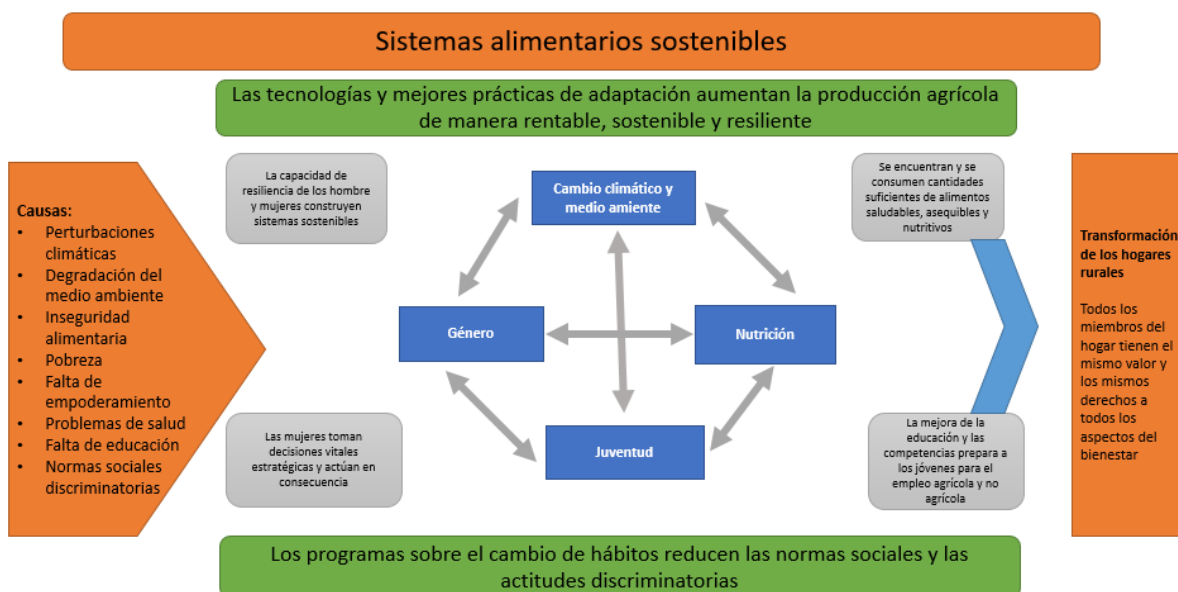 Sistemas alimentarios sostenibles
Las tecnologías y mejores prácticas de adaptación aumentan la producción agrícola
de manera rentable, sostenible y resiliente
Causas:
• Perturbaciones
climáticas
• Degradación del
medio ambiente
• Inseguridad
alimentaria
• Pobreza
• Falta de
empoderamiento
• Problemas de salud
• Falta de educación
• Normas sociales
discriminatorias
La capacidad de
resiliencia de los hombre
y mujeres construyen
sistemas sostenibles
Cambio climático y
medio amiente
Se encuentran y se
consumen cantidades
suficientes de alimentos
saludables, asequibles y
nutritivos
Género
Nutrición
Las mujeres toman
decisiones vitales
estratégicas y actúan en
consecuencia
Juventud
La mejora de la
educación y las
competencias prepara a
los jóvenes para el
empleo agrícola y no
agrícola
Transformación
de los hogares
rurales
Todos los
miembros del
hogar tienen el
mismo valor y
los mismos
derechos a
todos los
aspectos del
bienestar
Los programas sobre el cambio de hábitos reducen las normas sociales y las
actitudes discriminatorias